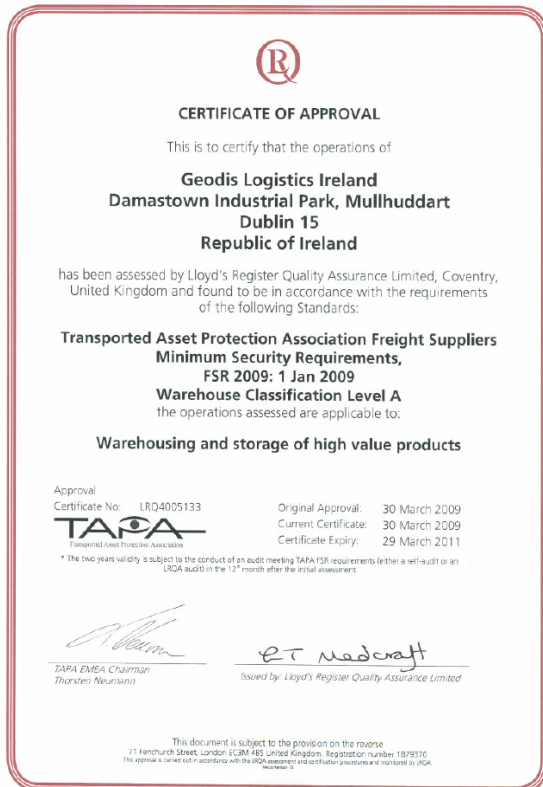 CERTIFICATE OF APPROVAL
This is to certify that the operations of
Geodis Logistics Ireland
Damastown Industrial Park, Mullhuddart
Dublin 15
Republic of Ireland
has been assessed by Lloyd's Register Quality Assurance Limited, Coventry,
United Kingdom and found to be in accordance with the requirements
of the following Standards:
Transported Asset Protection Association Freight Suppliers
Minimum Security Requirements,
FSR 2009: 1 Jan 2009
Warehouse Classification Level A
the operations assessed are applicable to:
Warehousing and storage of high value products
Approval
Certificate No: LRQ4005133
TAPA
Transported Asset Protection Association
Original Approval: 30 March 2009
Current Certificate: 30 March 2009
Certificate Expiry: 29 March 2011
* The two years validity is subject to the conduct of an audit meeting TAPA FSR requirements (either a self-audit or an
LRQA audit) in the 12th month after the initial assessment
TAPA EMEA Chairman
Thorsten Neumann
RT Medcraft
Issued by: Lloyd's Register Quality Assurance Limited
This document is subject to the provision on the reverse
71 Fenchurch Street, London EC3M 4BS United Kingdom. Registration number 1879370
This approval is carried out in accordance with the LRQA assessment and certification procedures and monitored by LRQA